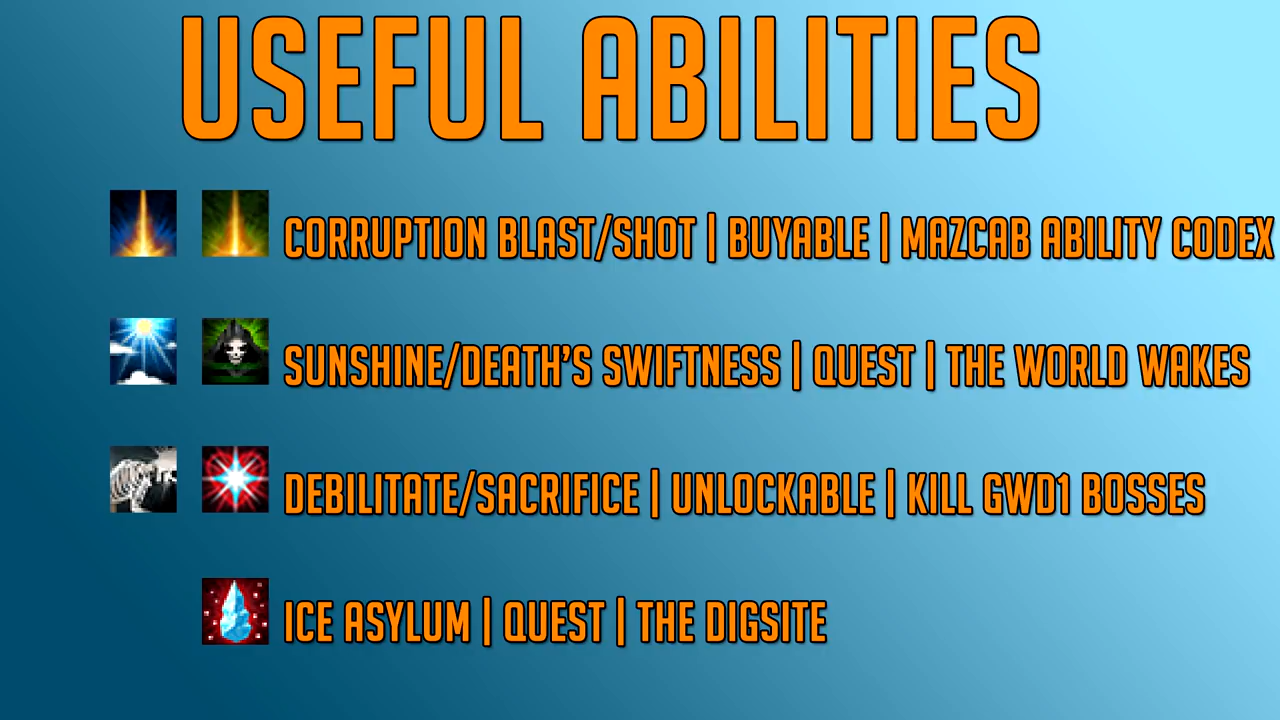 USEFUL ABILITIES
CORRUPTION BLAST/SHOT | BUYABLE | MAZCAB ABILITY CODEX
SUNSHINE/DEATH'S SWIFTNESS | QUEST | THE WORLD WAKES
DEBILITATE/SACRIFICE | UNLOCKABLE | KILL GWD1 BOSSES
ICE ASYLUM | QUEST | THE DIGSITE